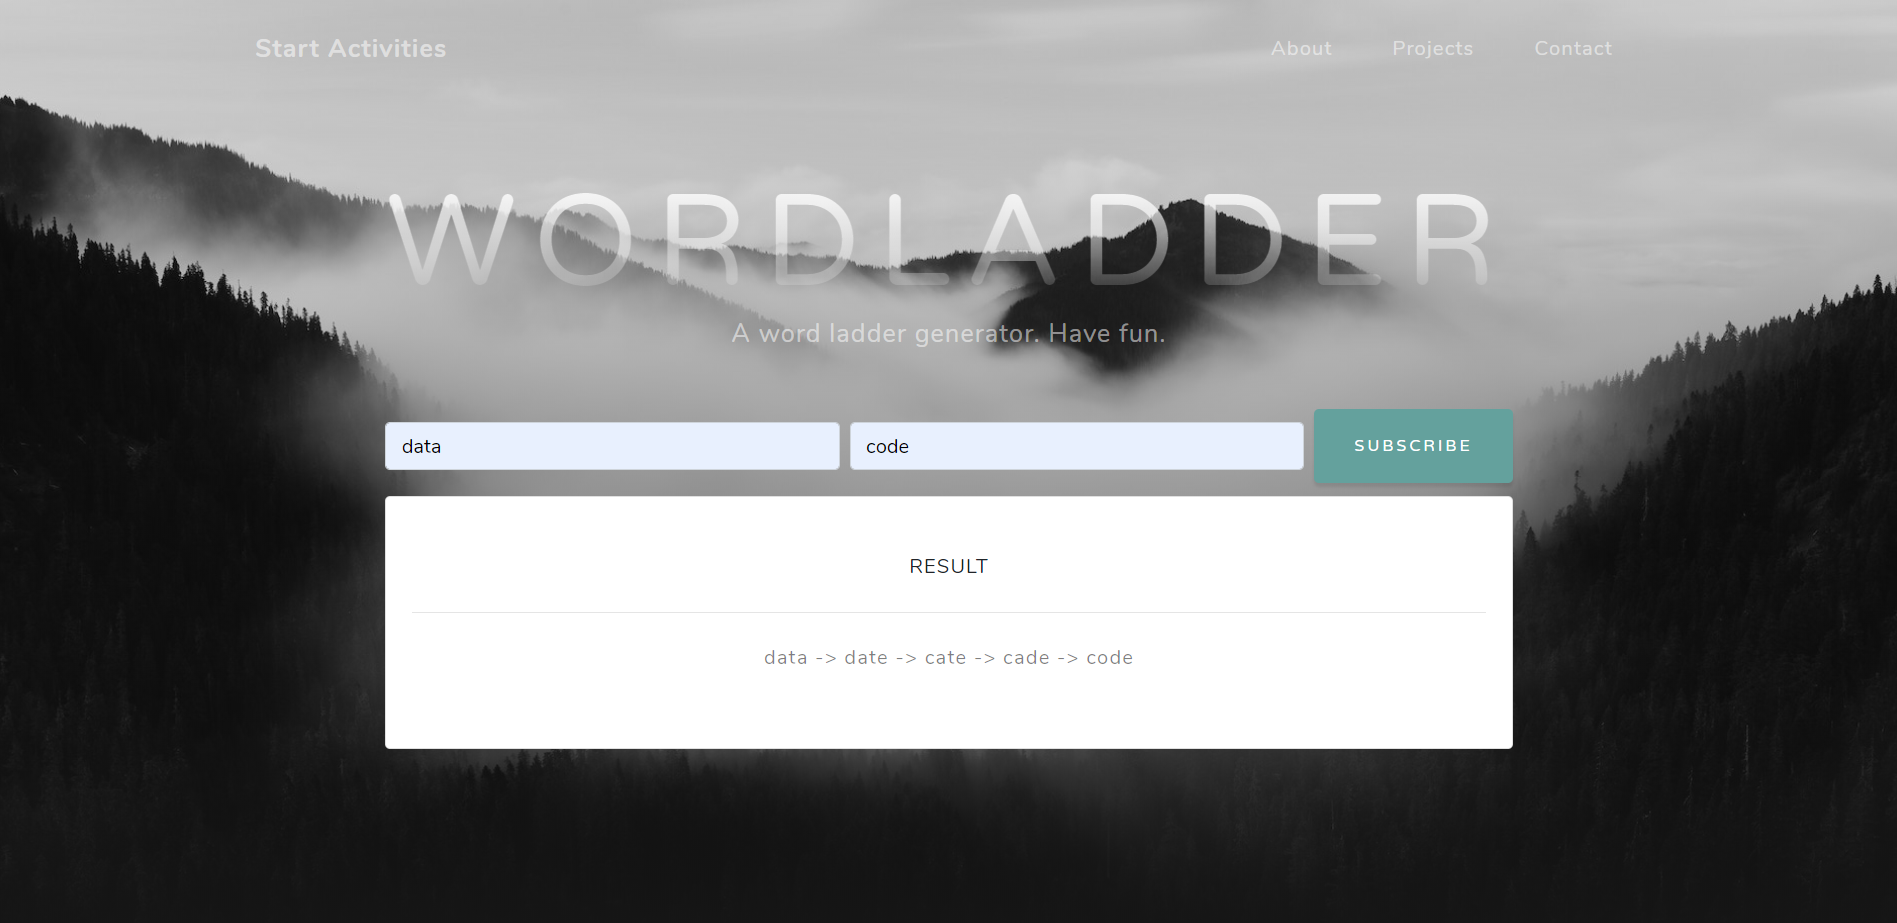 Start Activities
About Projects Contact
WORDLADDER
A word ladder generator. Have fun.
data code SUBSCRIBE
RESULT
data -> date -> cate -> cade -> code